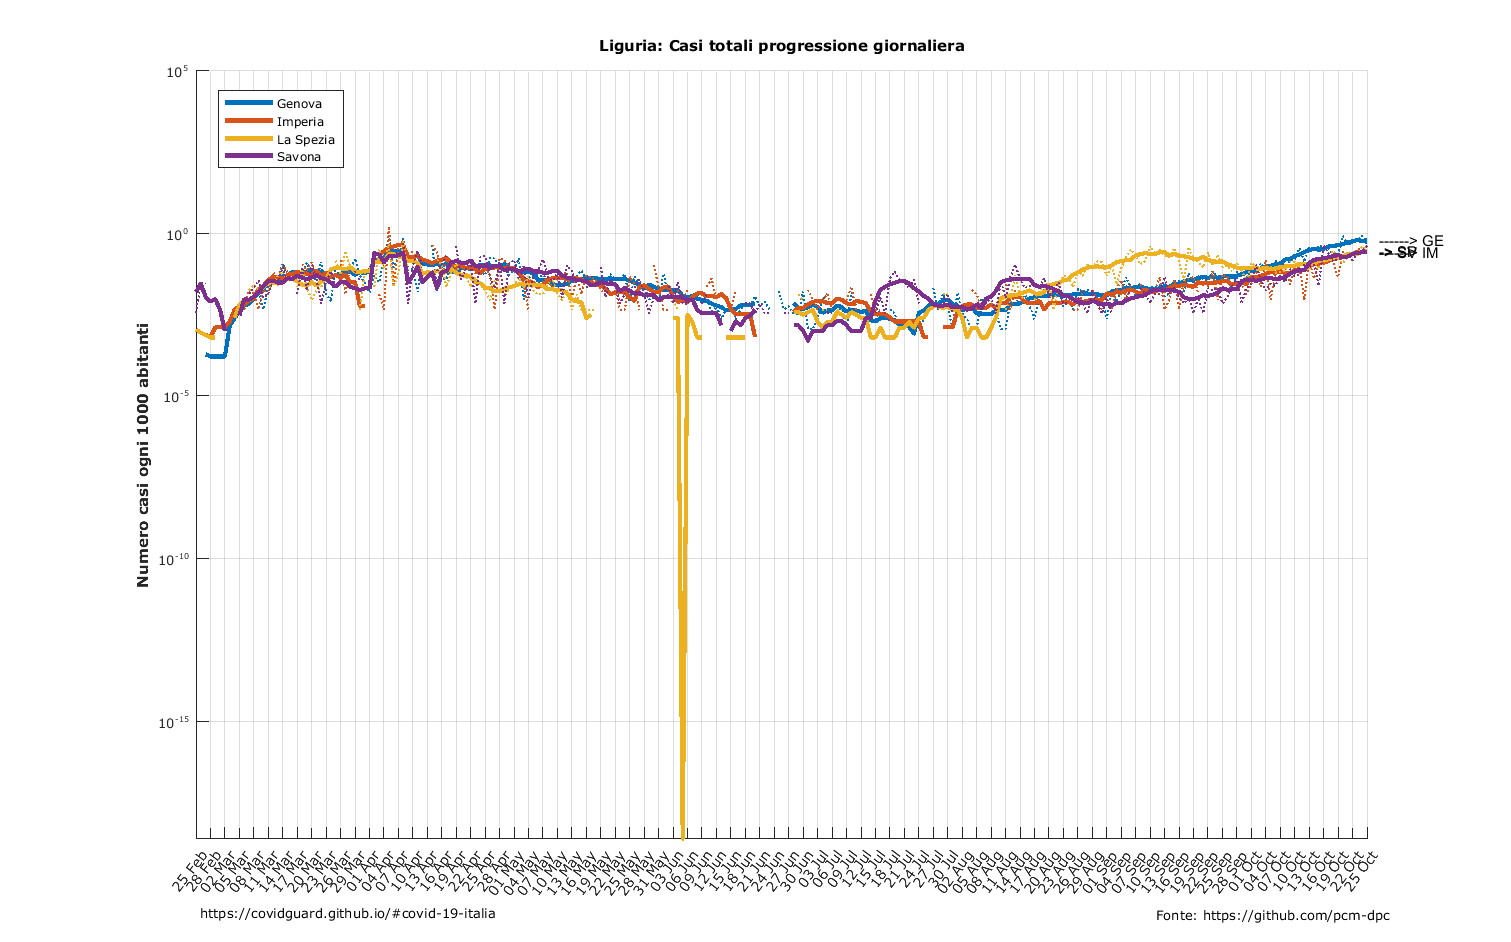 Liguria: Casi totali progressione giornaliera
Numero casi ogni 1000 abitanti
10^5
10^0
10^-5
10^-10
10^-15
Genova
Imperia
La Spezia
Savona
------> GE
-> SV IM
25 Feb
28 Feb
02 Mar
05 Mar
08 Mar
11 Mar
14 Mar
17 Mar
20 Mar
23 Mar
26 Mar
29 Mar
01 Apr
04 Apr
07 Apr
10 Apr
13 Apr
16 Apr
19 Apr
22 Apr
25 Apr
28 Apr
01 May
04 May
07 May
10 May
13 May
16 May
19 May
22 May
25 May
28 May
31 May
03 Jun
06 Jun
09 Jun
12 Jun
15 Jun
18 Jun
21 Jun
24 Jun
27 Jun
30 Jun
03 Jul
06 Jul
09 Jul
12 Jul
15 Jul
18 Jul
21 Jul
24 Jul
27 Jul
30 Jul
02 Aug
05 Aug
08 Aug
11 Aug
14 Aug
17 Aug
20 Aug
23 Aug
26 Aug
29 Aug
01 Sep
04 Sep
07 Sep
10 Sep
13 Sep
16 Sep
19 Sep
22 Sep
25 Sep
28 Sep
01 Oct
04 Oct
07 Oct
10 Oct
13 Oct
16 Oct
19 Oct
22 Oct
25 Oct
https://covidguard.github.io/#covid-19-italia
Fonte: https://github.com/pcm-dpc